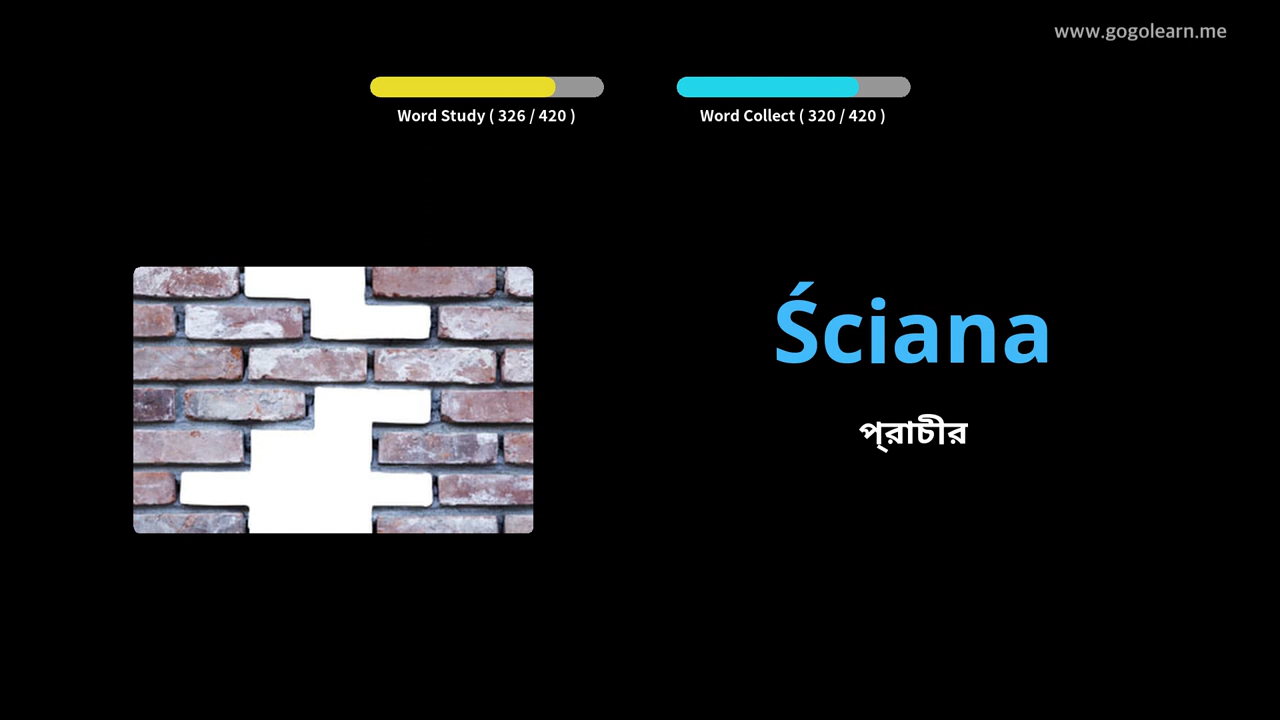 www.gogolearn.me
Word Study ( 326 / 420 )
Word Collect ( 320 / 420 )
Ściana
প্রাচীর